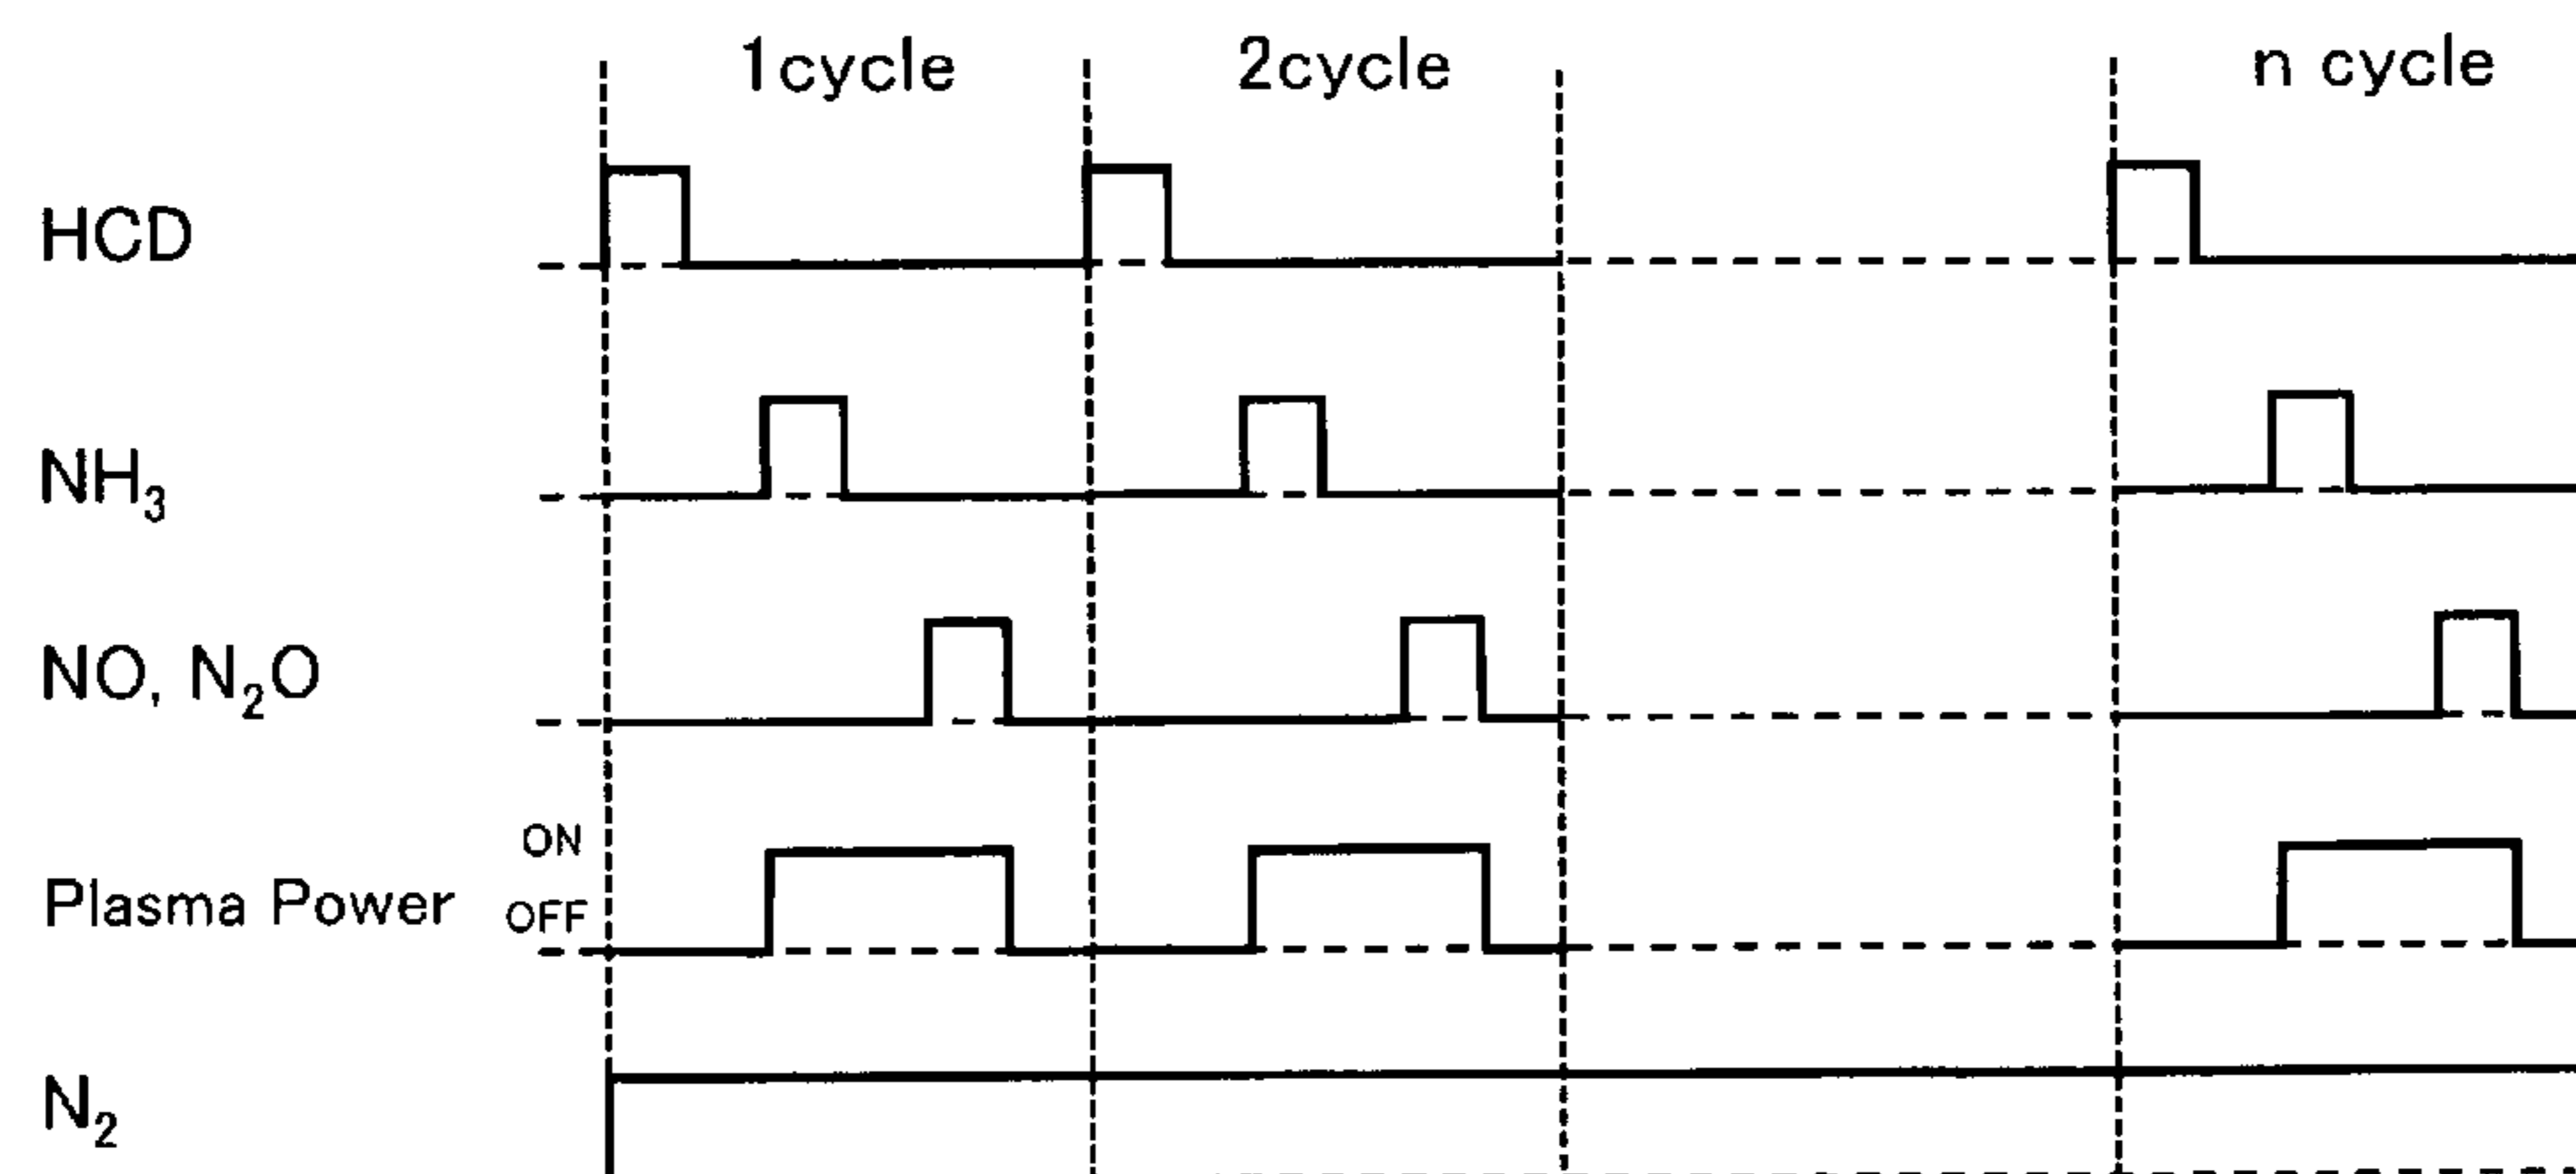 1cycle 2cycle n cycle
HCD
NH₃
NO, N₂O
ON
Plasma Power OFF
N₂